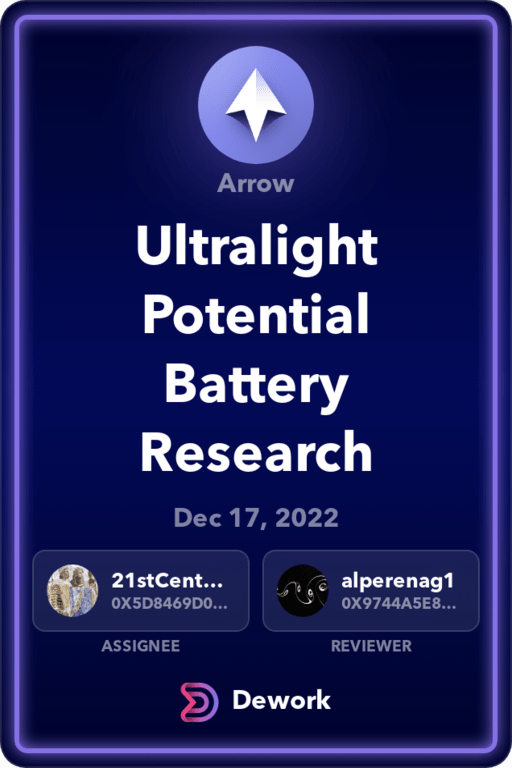 Arrow
Ultralight
Potential
Battery
Research
Dec 17, 2022
21stCent...
0X5D8469D0...
ASSIGNEE
alperenag1
0X9744A5E8...
REVIEWER
Dework